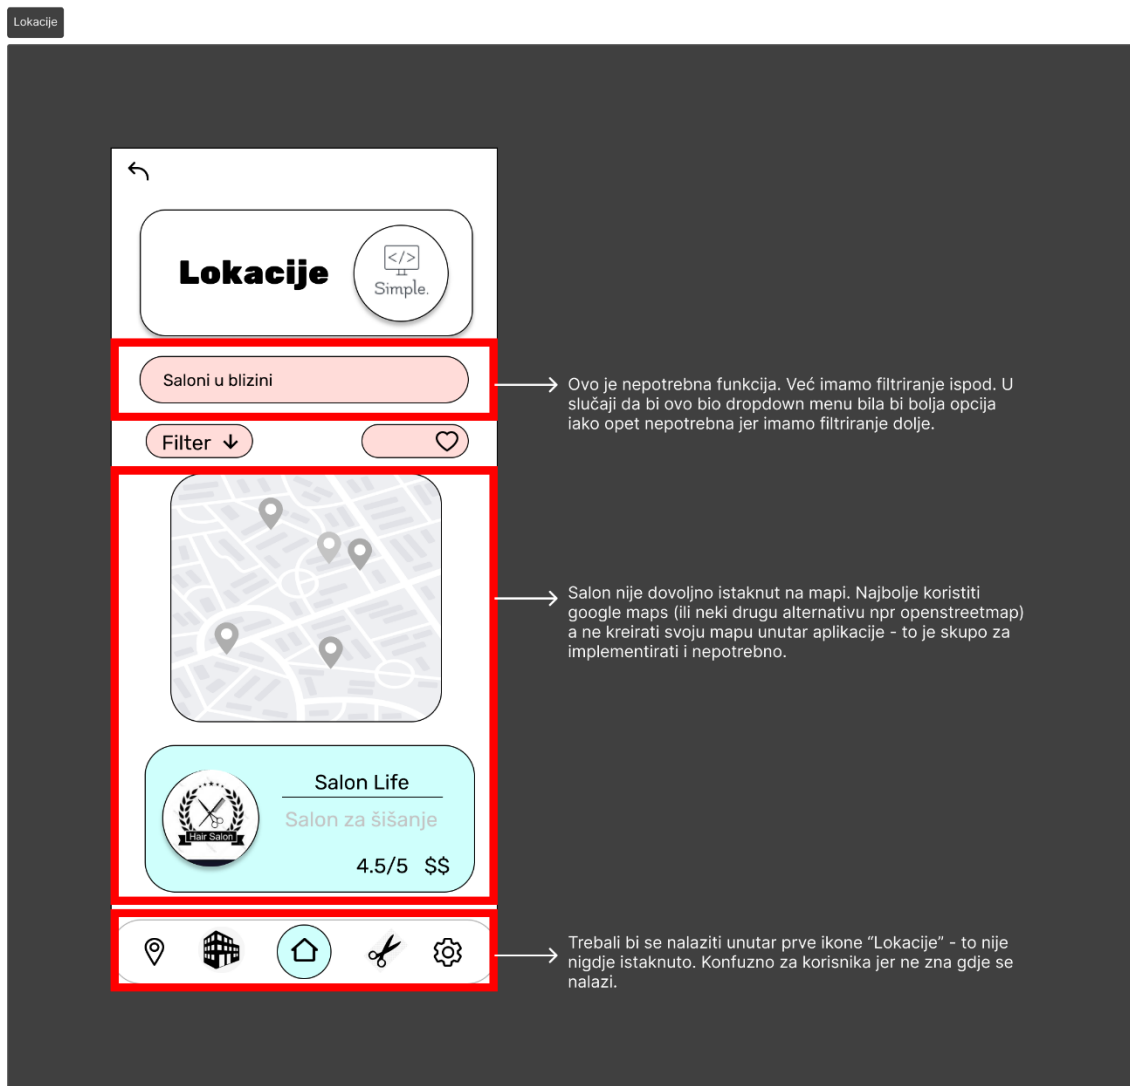 Lokacije
Lokacije
</>
Simple.
Saloni u blizini
Ovo je nepotrebna funkcija. Već imamo filtriranje ispod. U
slučaji da bi ovo bio dropdown menu bila bi bolja opcija
iako opet nepotrebna jer imamo filtriranje dolje.
Filter ↓
Salon nije dovoljno istaknut na mapi. Najbolje koristiti
google maps (ili neki drugu alternativu npr openstreetmap)
a ne kreirati svoju mapu unutar aplikacije - to je skupo za
implementirati i nepotrebno.
Salon Life
Salon za šišanje
Hair Salon
4.5/5 $$
Trebali bi se nalaziti unutar prve ikone “Lokacije” - to nije
nigdje istaknuto. Konfuzno za korisnika jer ne zna gdje se
nalazi.